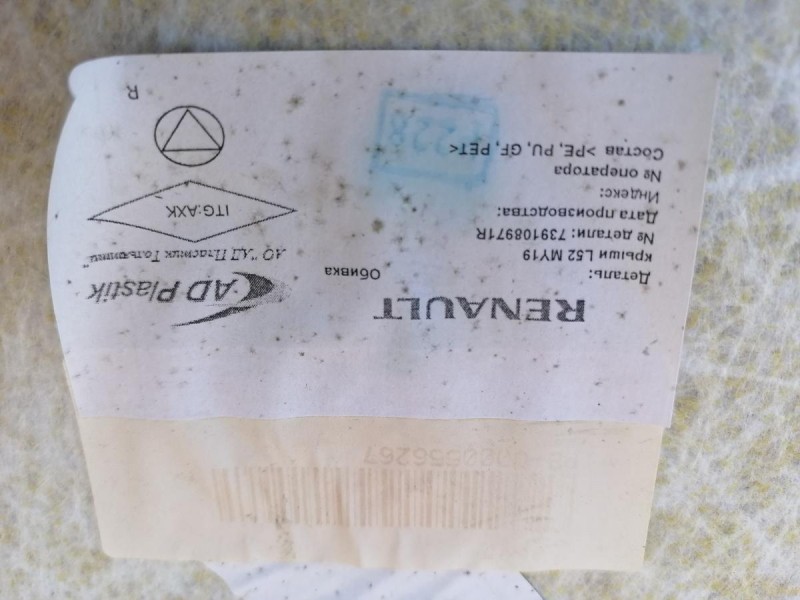 RENAULT
AD Plastik
АО "АД Пластик Тольятти"
Деталь: Обивка
крыши L52 MY19
№ детали: 739108971R
Дата производства:
Индекс:
№ оператора
Состав >PE, PU, GF, PET<
ITG:AXK
R
228